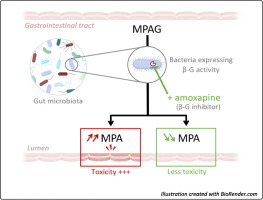 Gastrointestinal tract
MPAG
Bacteria expressing
β-G activity
Gut microbiota
+ amoxapine
(β-G inhibitor)
MPA
MPA
Lumen
Toxicity +++
Less toxicity
Illustration created with BioRender.com